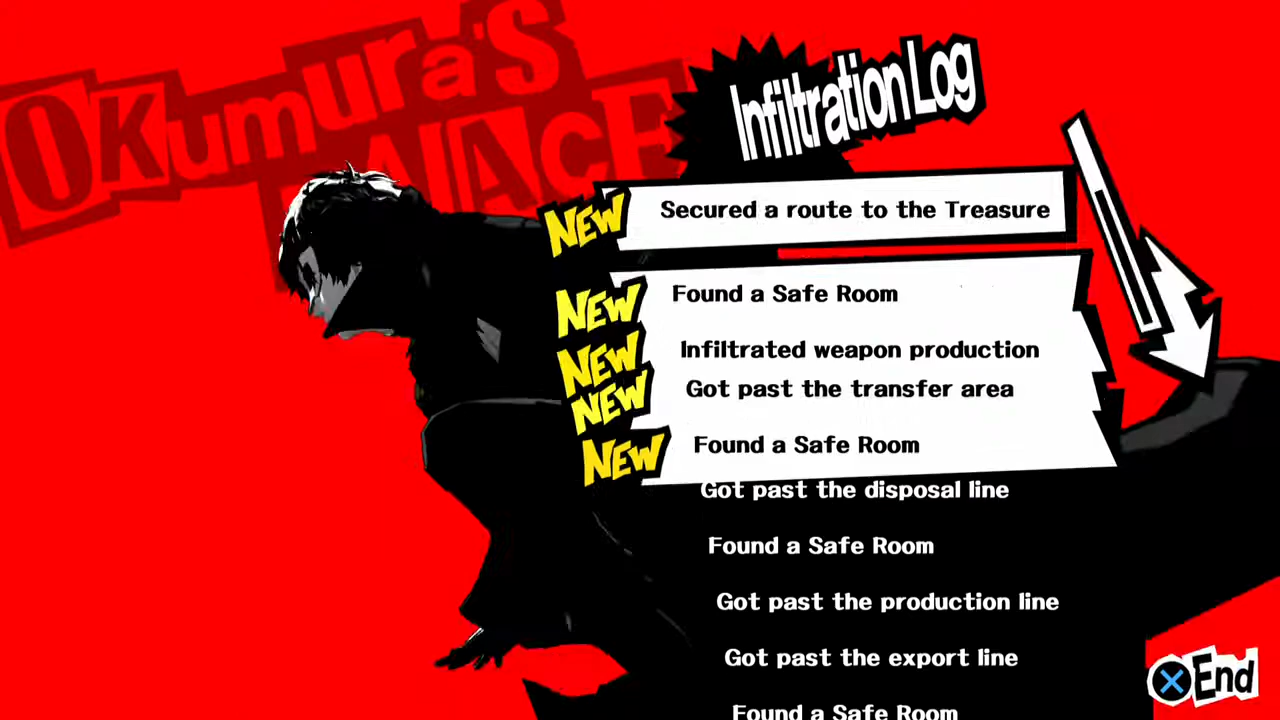 OKumura'S
PALACE
Infiltration Log
NEW Secured a route to the Treasure
NEW Found a Safe Room
NEW Infiltrated weapon production
NEW Got past the transfer area
NEW Found a Safe Room
Got past the disposal line
Found a Safe Room
Got past the production line
Got past the export line
Found a Safe Room
End